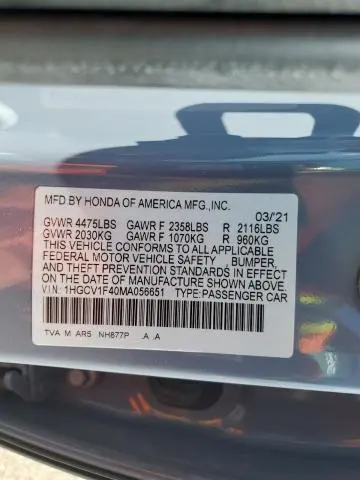 MFD BY HONDA OF AMERICA MFG.,INC. 03/'21
GVWR 4475LBS GAWR F 2358LBS R 2116LBS
GVWR 2030KG GAWR F 1070KG R 960KG
THIS VEHICLE CONFORMS TO ALL APPLICABLE
FEDERAL MOTOR VEHICLE SAFETY , BUMPER,
AND THEFT PREVENTION STANDARDS IN EFFECT
ON THE DATE OF MANUFACTURE SHOWN ABOVE.
V I N: 1HGCV1F40MA056651 TYPE:PASSENGER CAR
TVA M AR5 NH877P .A .A